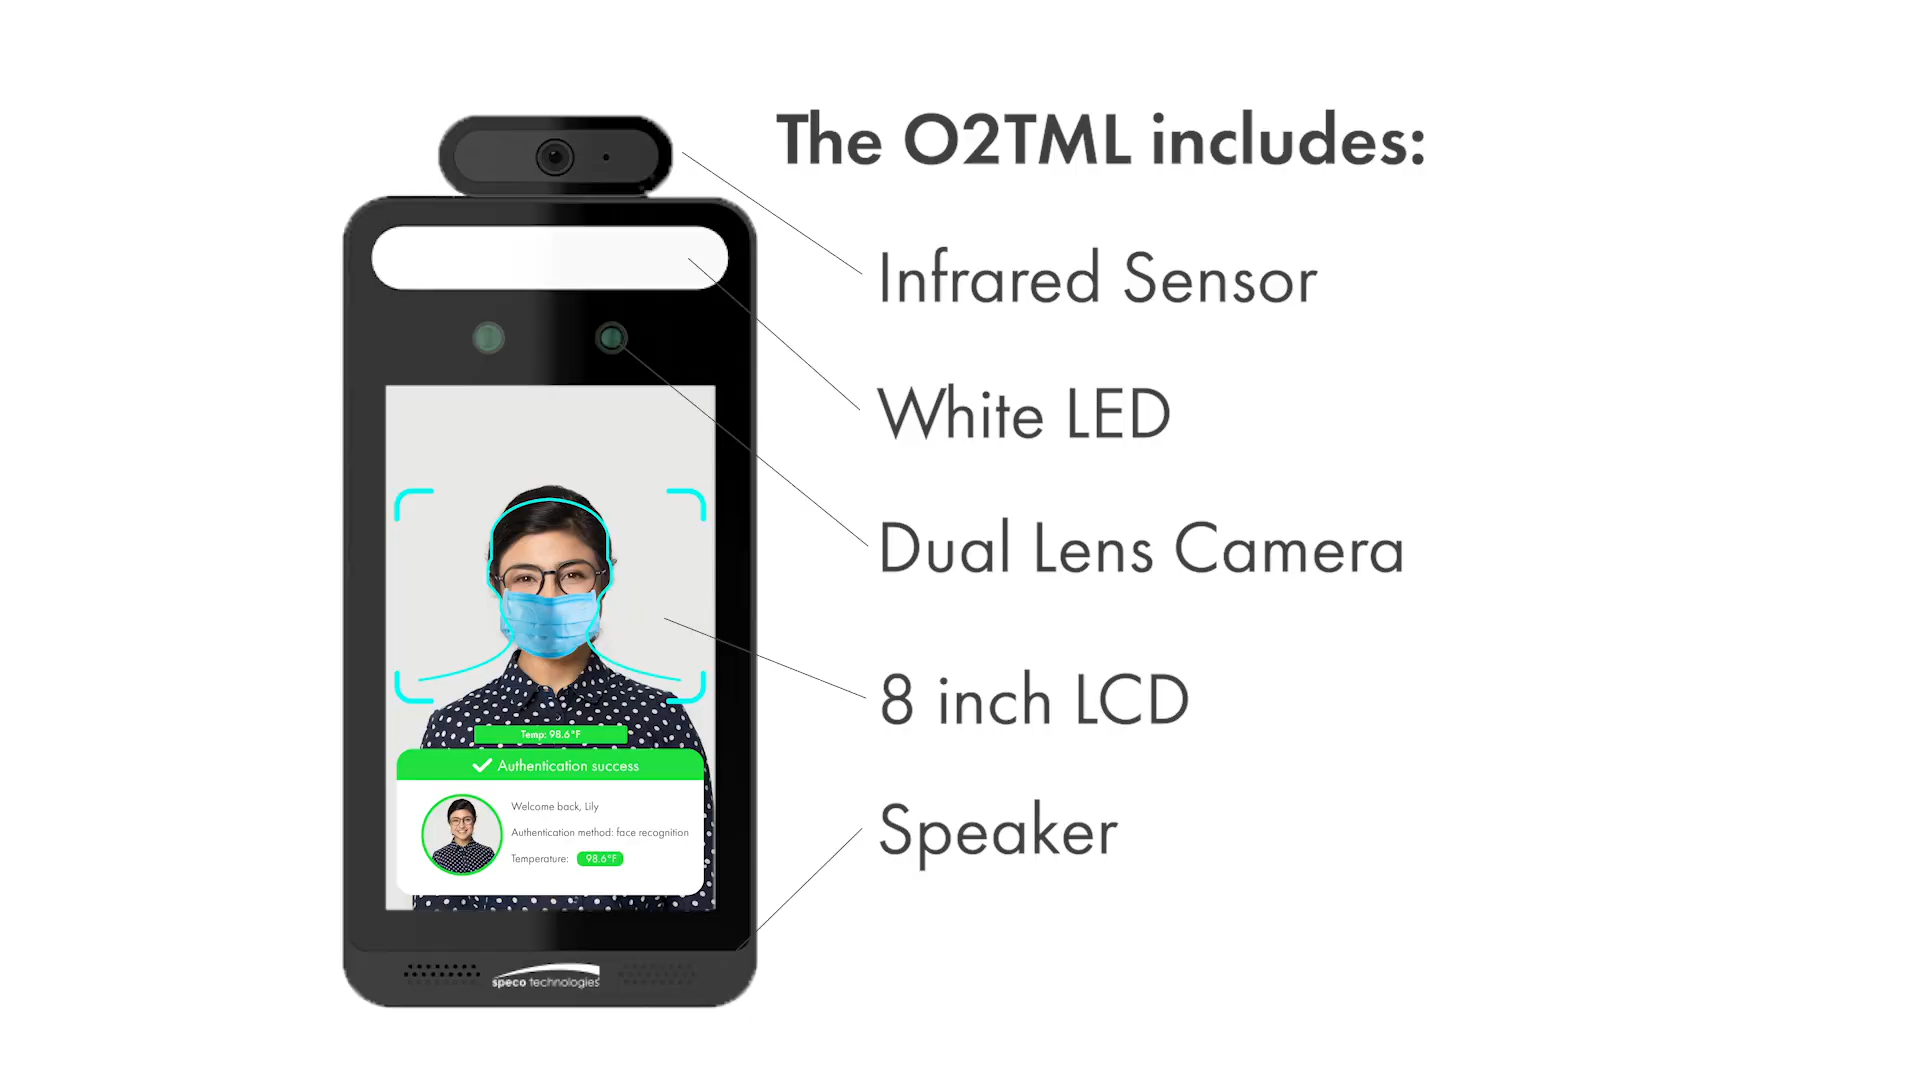 The O2TML includes:
Infrared Sensor
White LED
Dual Lens Camera
8 inch LCD
Speaker
Temp: 98.6°F
Authentication success
Welcome back, Lily
Authentication method: face recognition
Temperature: 98.6°F
speco technologies